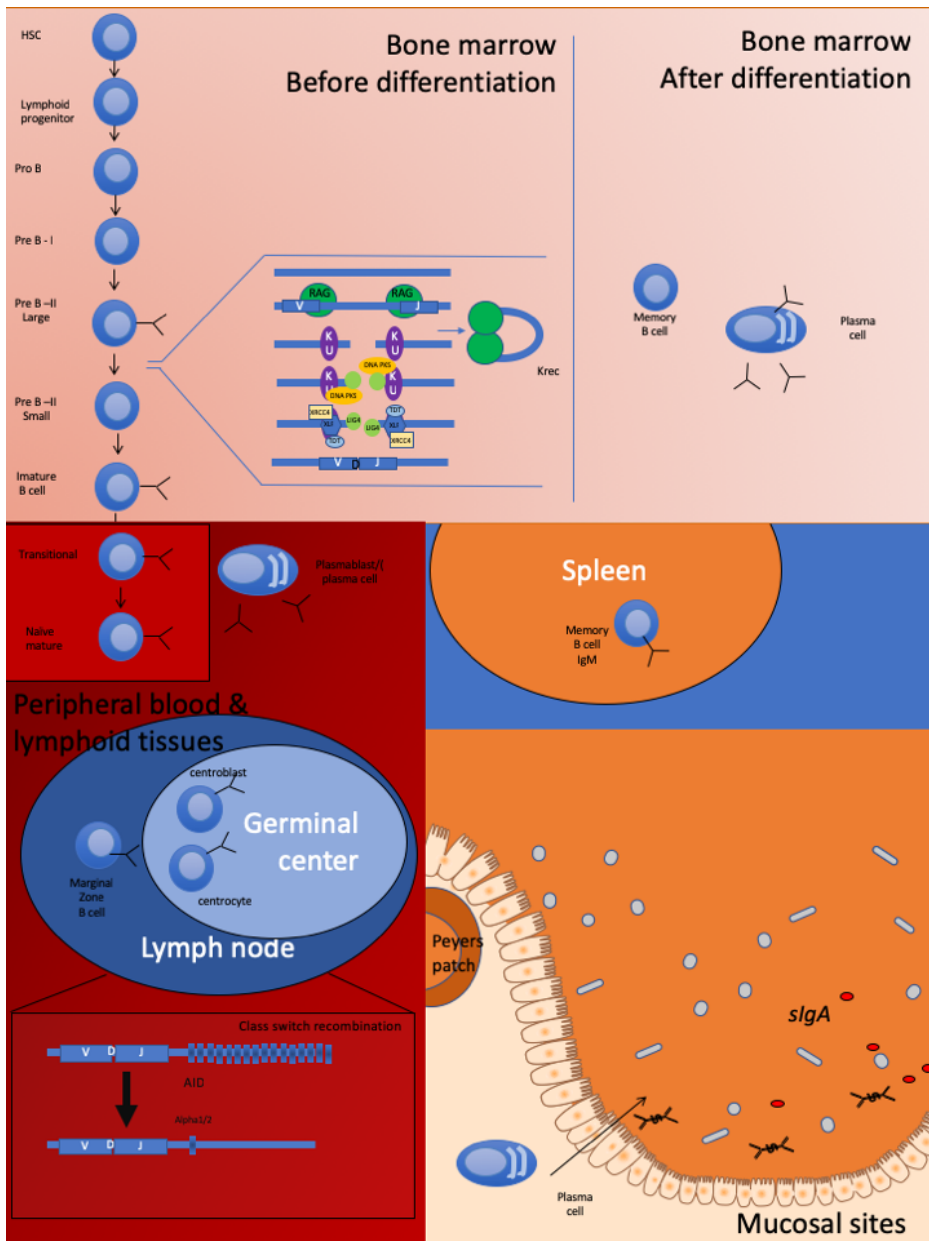 HSC
Lymphoid
progenitor
Pro B
Pre B - I
Pre B –II
Large
Pre B –II
Small
Imature
B cell
Bone marrow
Before differentiation
RAG
RAG
V
J
K
U
K
U
DNA PKS
K
U
K
U
DNA PKS
XRCC4
XLI
TDT
LIG4
LIG4
TDT
XLI
XRCC4
V
D
J
Krec
Bone marrow
After differentiation
Memory
B cell
Plasma
cell
Transitional
Naïve
mature
Plasmablast/(
plasma cell
Peripheral blood &
lymphoid tissues
centroblast
Germinal
center
centrocyte
Marginal
Zone
B cell
Lymph node
Class switch recombination
V
D
J
AID
Alpha1/2
V
D
J
Spleen
Memory
B cell
IgM
Peyers
patch
sIgA
Plasma
cell
Mucosal sites